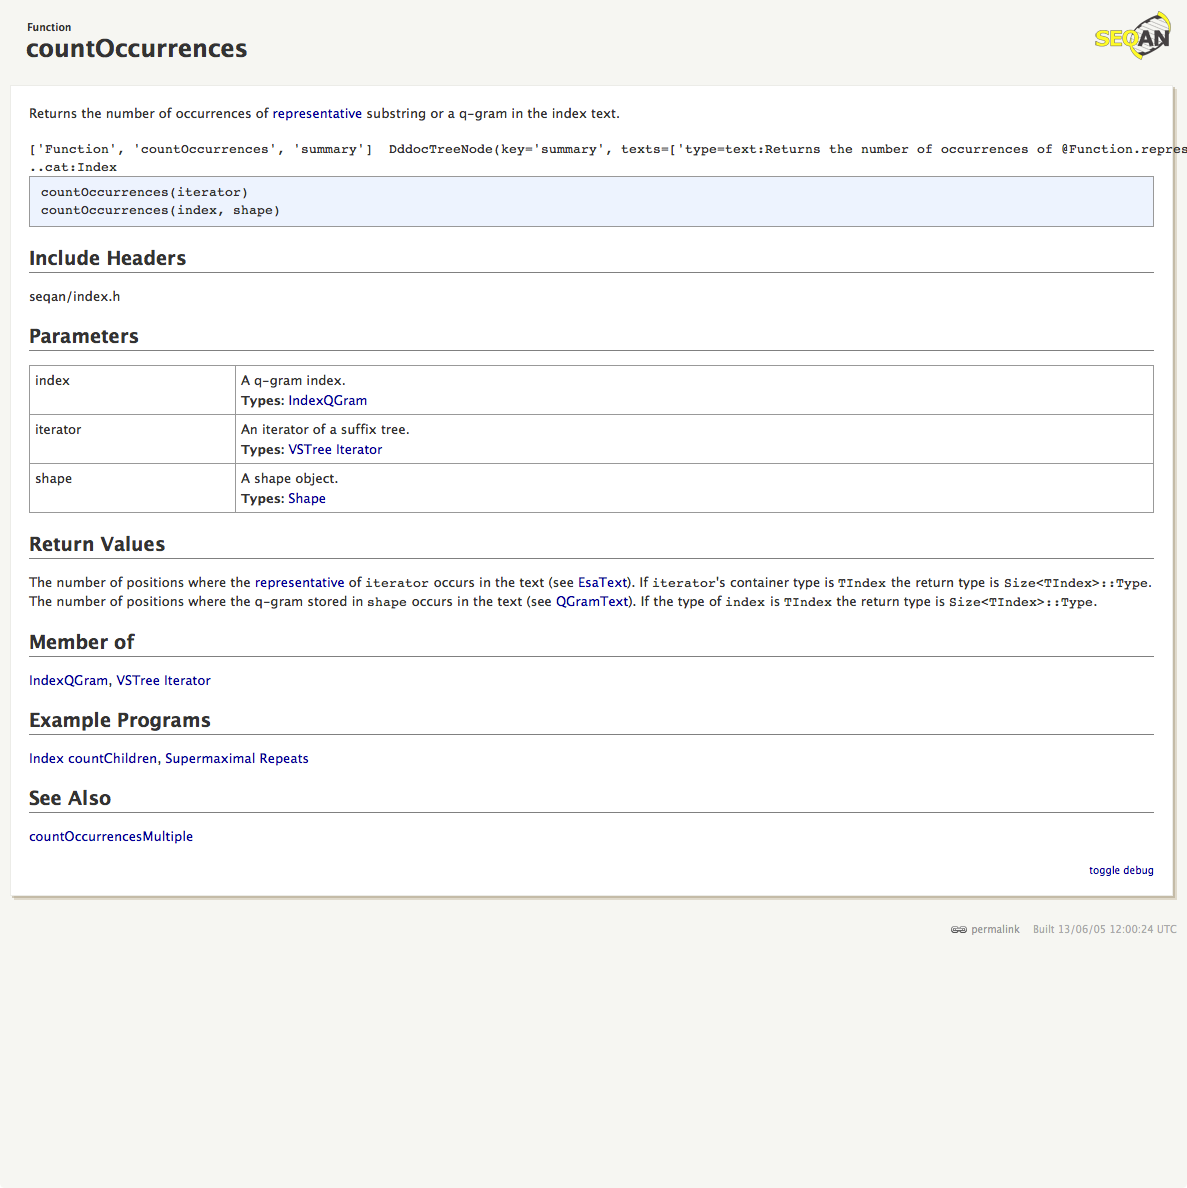 Function
countOccurrences
SEQAN
Returns the number of occurrences of representative substring or a q-gram in the index text.
['Function', 'countOccurrences', 'summary']  DddocTreeNode(key='summary', texts=['type=text:Returns the number of occurrences of @Function.repres
..cat:Index
countOccurrences(iterator)
countOccurrences(index, shape)
Include Headers
seqan/index.h
Parameters
index
A q-gram index.
Types: IndexQGram
iterator
An iterator of a suffix tree.
Types: VSTree Iterator
shape
A shape object.
Types: Shape
Return Values
The number of positions where the representative of iterator occurs in the text (see EsaText). If iterator's container type is TIndex the return type is Size<TIndex>::Type.
The number of positions where the q-gram stored in shape occurs in the text (see QGramText). If the type of index is TIndex the return type is Size<TIndex>::Type.
Member of
IndexQGram, VSTree Iterator
Example Programs
Index countChildren, Supermaximal Repeats
See Also
countOccurrencesMultiple
toggle debug
permalink Built 13/06/05 12:00:24 UTC